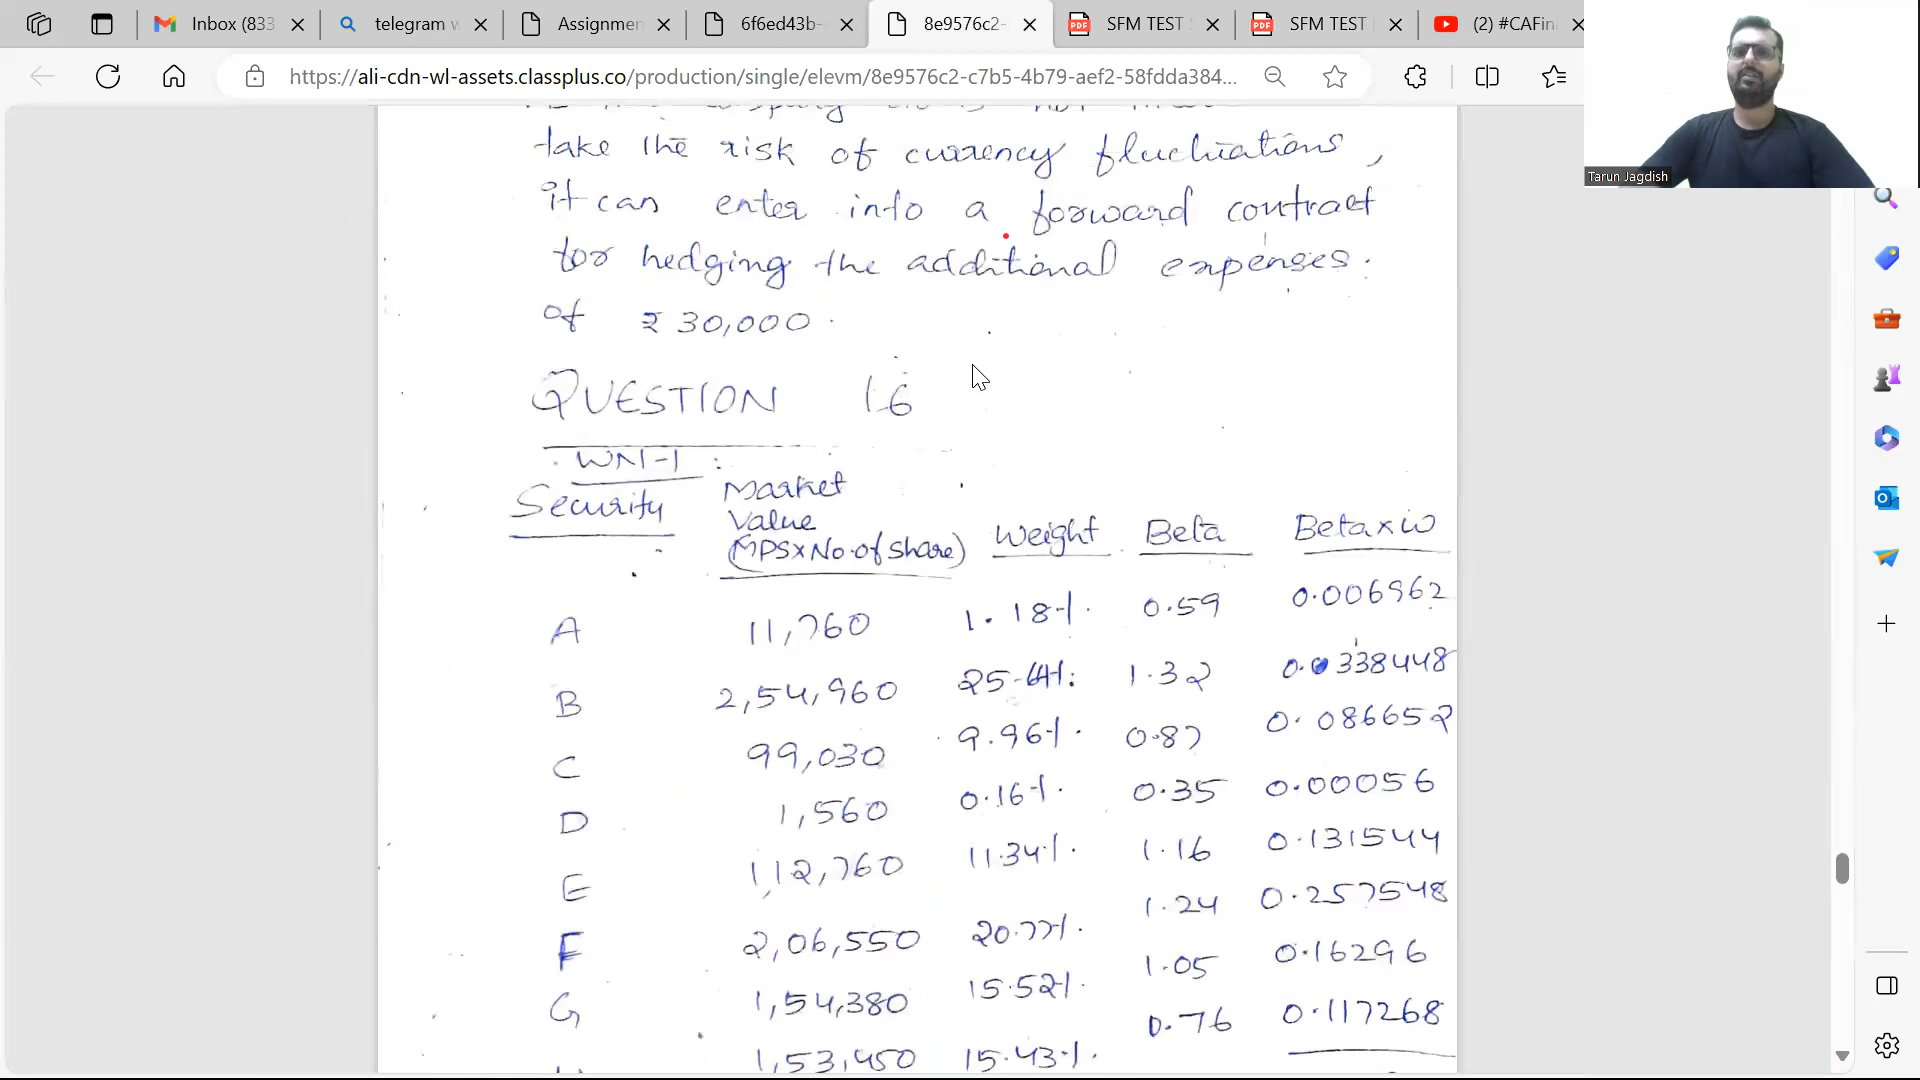 Inbox (833
telegram w
Assignmen
6f6ed43b-
8e9576c2-
SFM TEST
SFM TEST
(2) #CAFin
https://ali-cdn-wl-assets.classplus.co/production/single/elevm/8e9576c2-c7b5-4b79-aef2-58fdda384...
Tarun Jagdish
take the risk of currency fluctuations,
it can enter into a forward contract
for hedging the additional expenses.
of ₹ 30,000.
QUESTION 16
WN-1 :
Security Market Value (MPS×No.of share) Weight Beta Beta×w
A 11,760 1.18%. 0.59 0.006962
B 2,54,960 25.64%. 1.32 0.0338448
C 99,030 9.96%. 0.87 0.086652
D 1,560 0.16%. 0.35 0.00056
E 1,12,760 11.34%. 1.16 0.131544
F 2,06,550 20.77%. 1.24 0.257548
G 1,54,380 15.52%. 1.05 0.16296
1,53,450 15.43%. 0.76 0.117268